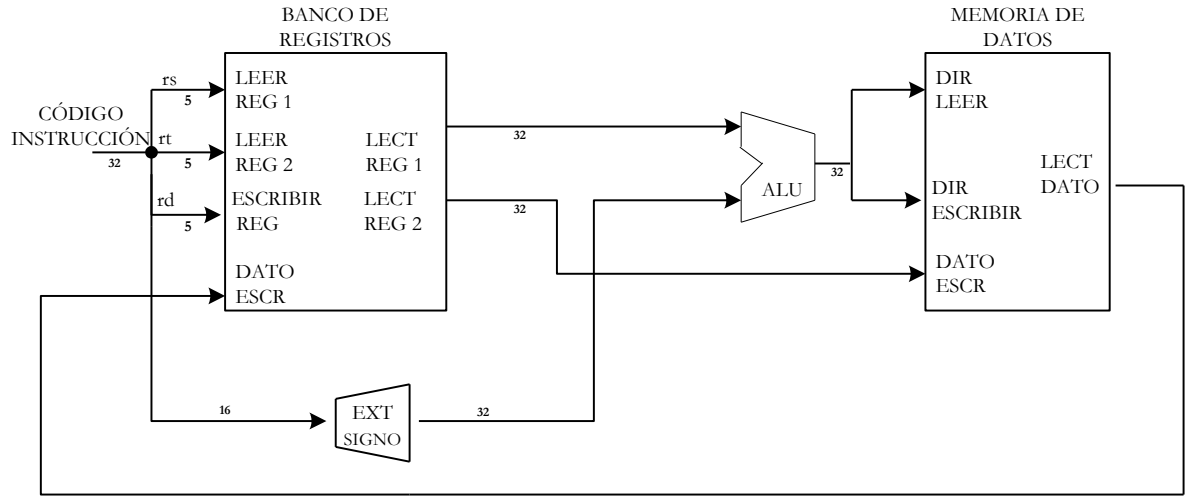 BANCO DE
REGISTROS
MEMORIA DE
DATOS
CÓDIGO
INSTRUCCIÓN
32
rs
5
rt
5
rd
5
LEER
REG 1
LEER
REG 2
ESCRIBIR
REG
DATO
ESCR
LECT
REG 1
LECT
REG 2
32
32
ALU
32
DIR
LEER
DIR
ESCRIBIR
DATO
ESCR
LECT
DATO
16
EXT
SIGNO
32